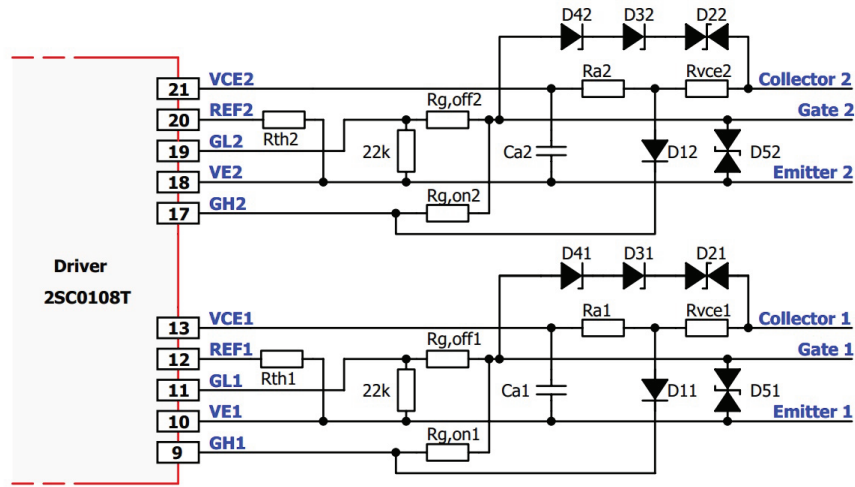 D42 D32 D22
21 VCE2 Ra2 Rvce2 Collector 2
20 REF2 Rg,off2 Gate 2
Rth2
19 GL2
22k Ca2 D12 D52
18 VE2 Emitter 2
17 GH2 Rg,on2
D41 D31 D21
Driver
2SC0108T
13 VCE1 Ra1 Rvce1 Collector 1
12 REF1 Rg,off1 Gate 1
Rth1
11 GL1
22k Ca1 D11 D51
10 VE1 Emitter 1
9 GH1 Rg,on1